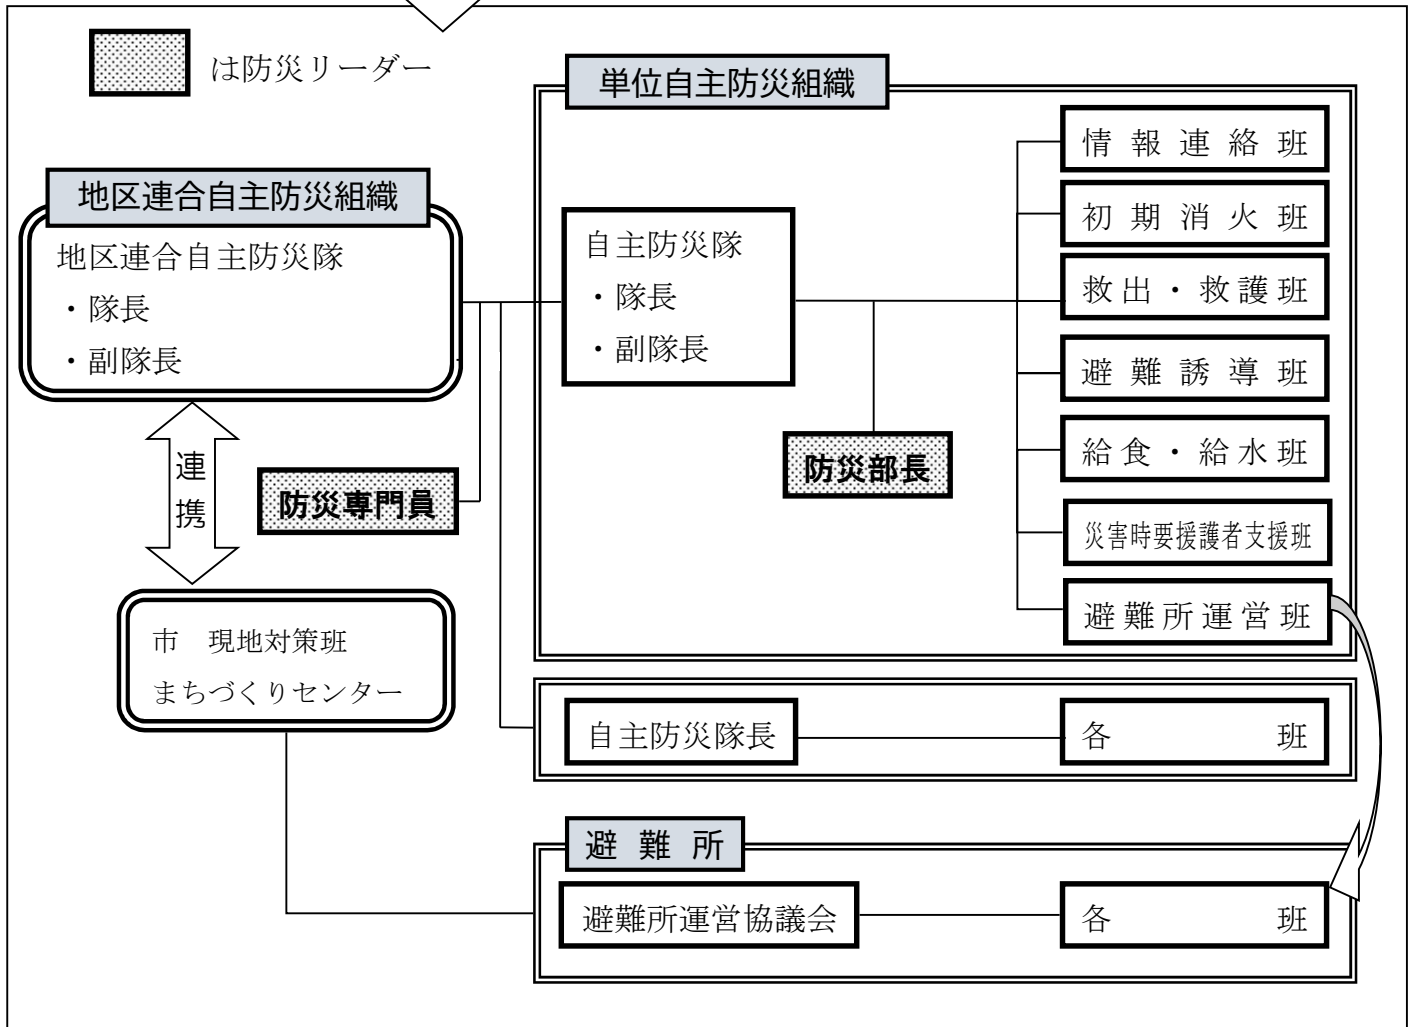 は防災リーダー
地区連合自主防災組織
地区連合自主防災隊
・隊長
・副隊長
連
携
防災専門員
市　現地対策班
まちづくりセンター
単位自主防災組織
自主防災隊
・隊長
・副隊長
防災部長
情報連絡班
初期消火班
救出・救護班
避難誘導班
給食・給水班
災害時要援護者支援班
避難所運営班
自主防災隊長
各　班
避難所
避難所運営協議会
各　班